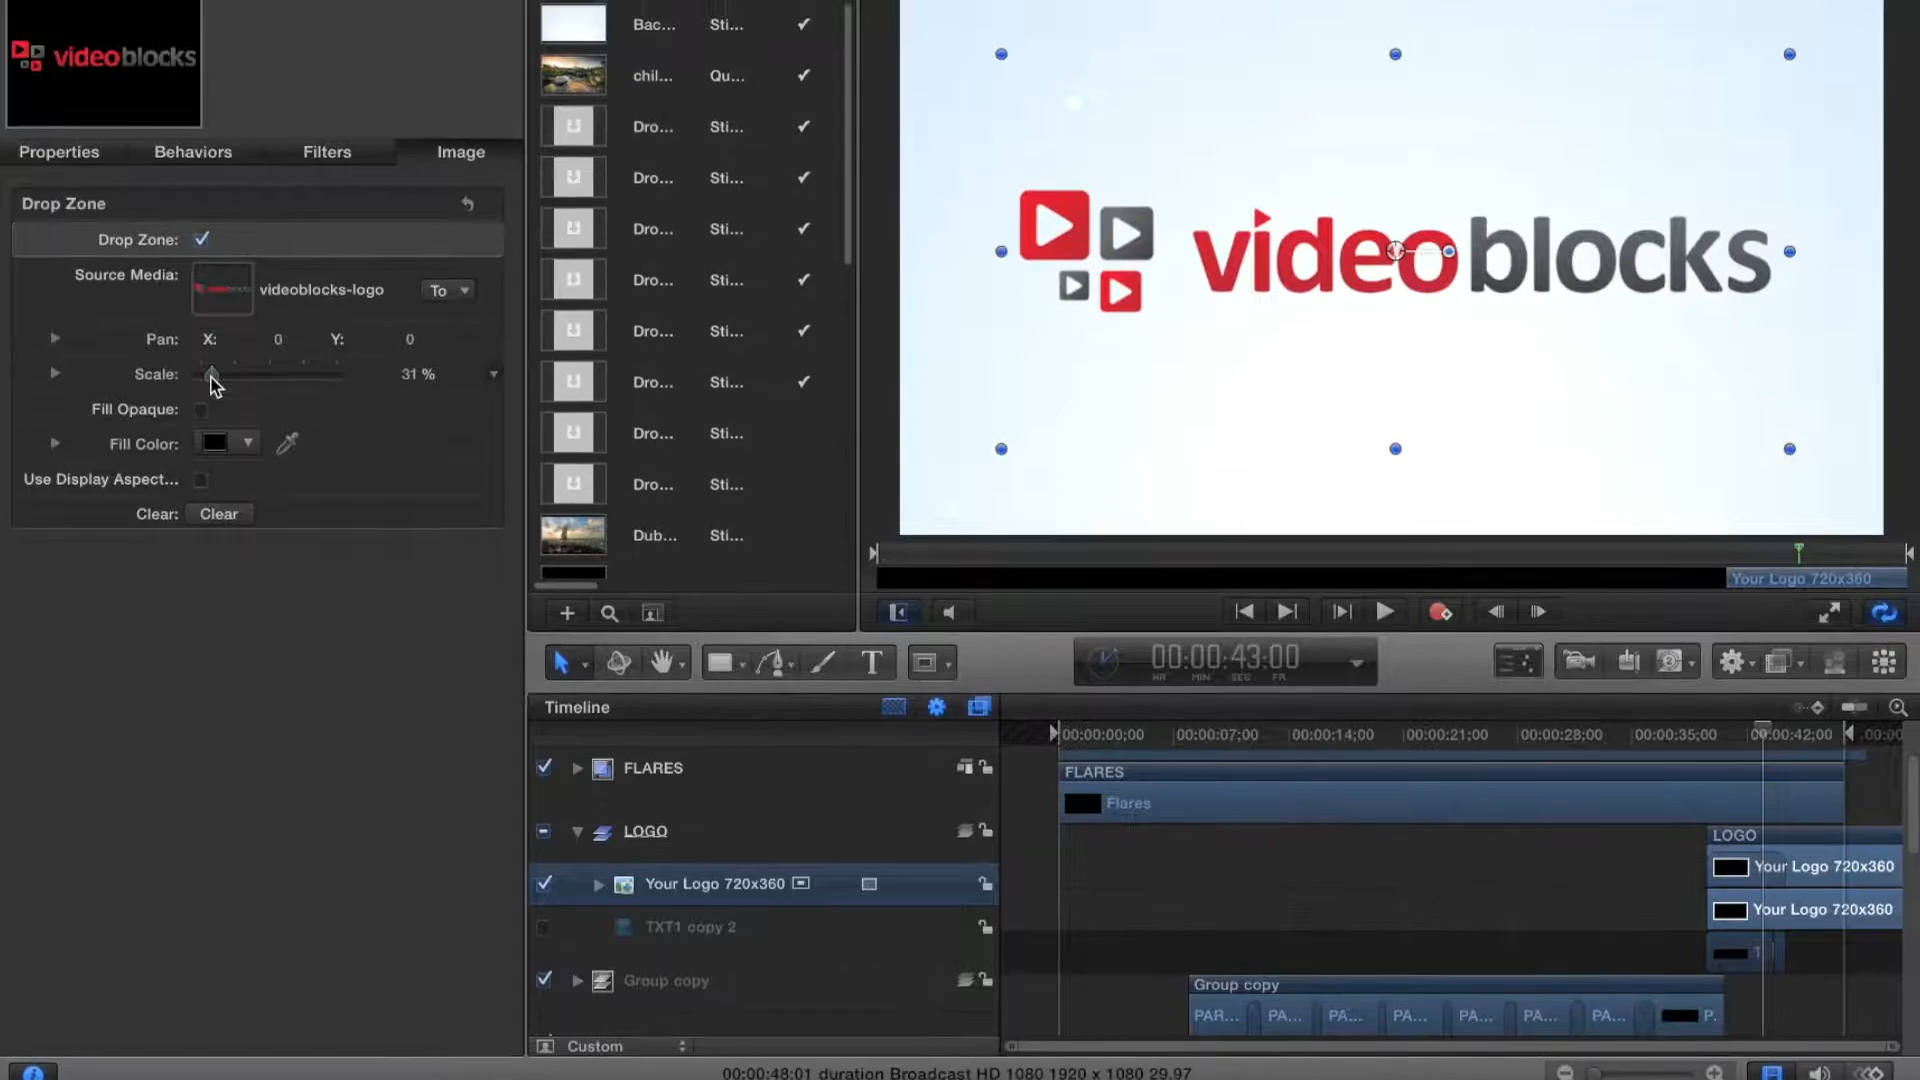 videoblocks
Properties
Behaviors
Filters
Image
Drop Zone
Drop Zone:
Source Media:
videoblocks-logo
To
Pan:
X:
0
Y:
0
Scale:
31 %
Fill Opaque:
Fill Color:
Use Display Aspect...
Clear:
Clear
Bac...
Sti...
chil...
Qu...
Dro...
Sti...
Dro...
Sti...
Dro...
Sti...
Dro...
Sti...
Dro...
Sti...
Dro...
Sti...
Dro...
Sti...
Dro...
Sti...
Dub...
Sti...
videoblocks
Your Logo 720x360
T
00:00:43:00
HR MIN SEC FR
Timeline
00:00:00;00
00:00:07;00
00:00:14;00
00:00:21;00
00:00:28;00
00:00:35;00
00:00:42;00
00:00
FLARES
FLARES
Flares
LOGO
LOGO
Your Logo 720x360
Your Logo 720x360
TXT1 copy 2
Your Logo 720x360
T
Group copy
Group copy
PAR...
PA...
PA...
PA...
PA...
PA...
PA...
P.
Custom
00:00:48:01 duration Broadcast HD 1080 1920 x 1080 29.97